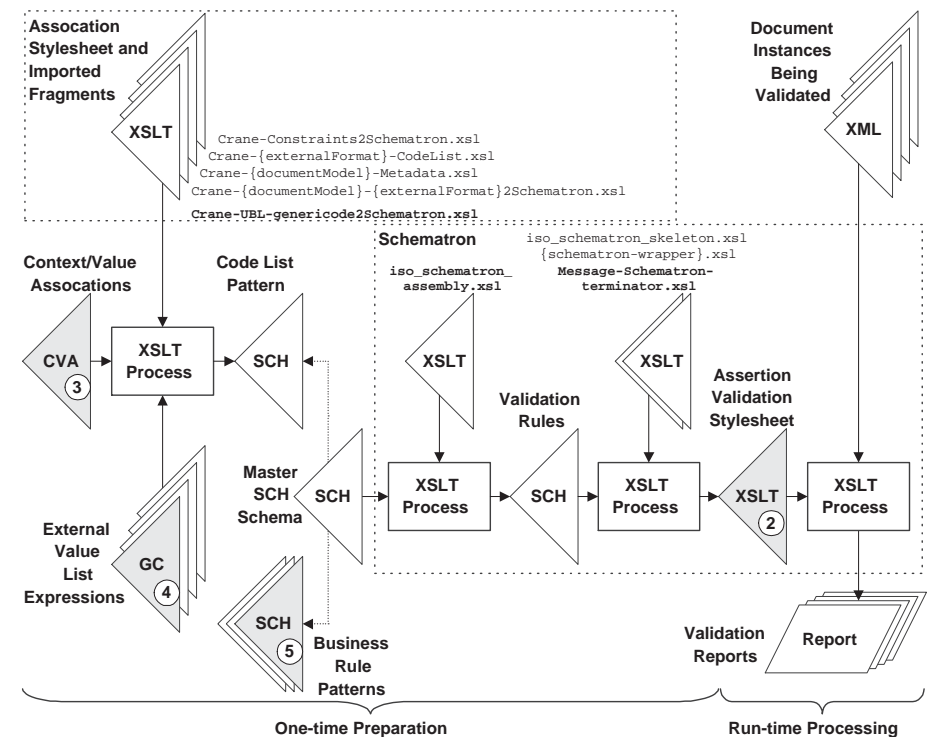 Assocation
Stylesheet and
Imported
Fragments
XSLT
Crane-Constraints2Schematron.xsl
Crane-{externalFormat}-CodeList.xsl
Crane-{documentModel}-Metadata.xsl
Crane-{documentModel}-{externalFormat}2Schematron.xsl
Crane-UBL-genericode2Schematron.xsl
Document
Instances
Being
Validated
XML
Context/Value
Assocations
CVA
3
XSLT
Process
Code List
Pattern
SCH
Schematron
iso_schematron_
assembly.xsl
XSLT
iso_schematron_skeleton.xsl
{schematron-wrapper}.xsl
Message-Schematron-
terminator.xsl
XSLT
Master
SCH
Schema
SCH
XSLT
Process
Validation
Rules
SCH
XSLT
Process
Assertion
Validation
Stylesheet
XSLT
2
XSLT
Process
External
Value
List
Expressions
GC
4
SCH
5
Business
Rule
Patterns
Validation
Reports
Report
One-time Preparation
Run-time Processing